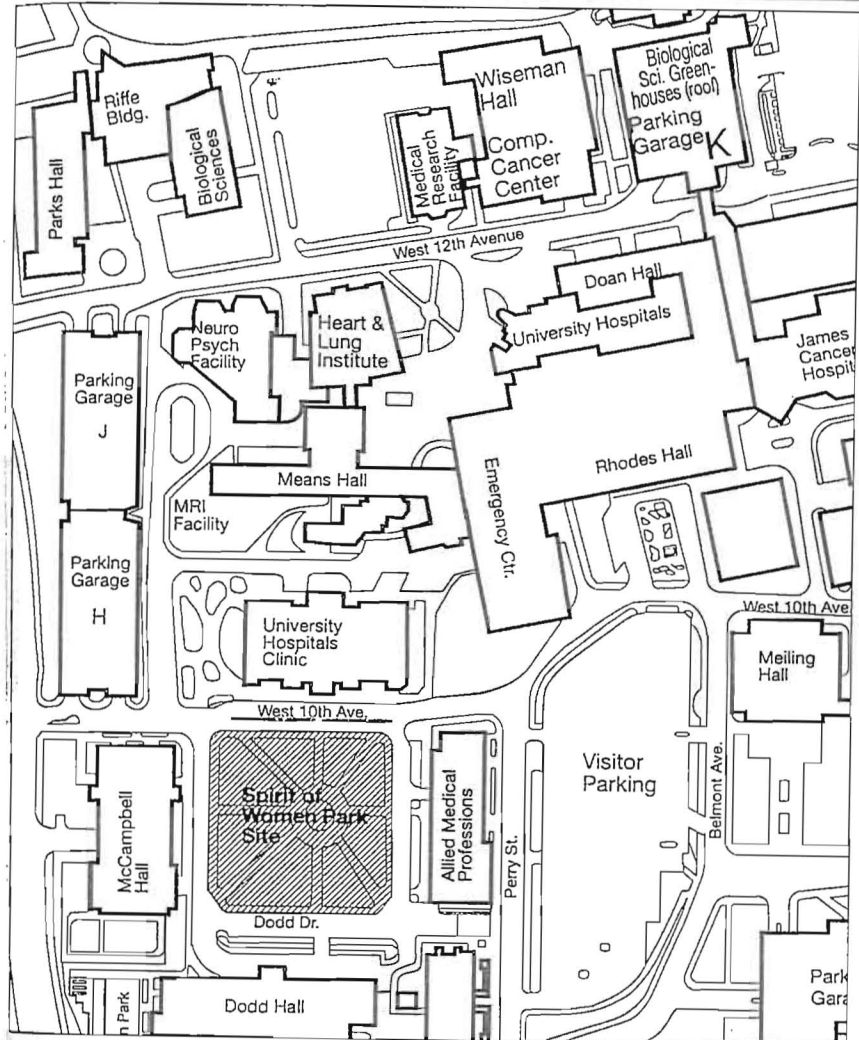 Riffe
Bldg.
Biological
Sciences
Parks Hall
Wiseman
Hall
Comp.
Cancer
Center
Medical
Research
Facility
Biological
Sci. Green-
houses (roof)
Parking
Garage K
West 12th Avenue
Doan Hall
University Hospitals
James
Cancer
Hospit
Neuro
Psych
Facility
Heart &
Lung
Institute
Parking
Garage
J
Means Hall
Emergency Ctr.
Rhodes Hall
MRI
Facility
Parking
Garage
H
University
Hospitals
Clinic
West 10th Ave
Meiling
Hall
West 10th Ave.
Spirit of
Women Park
Site
McCampbell
Hall
Allied Medical
Professions
Perry St.
Visitor
Parking
Belmont Ave.
Dodd Dr.
Dodd Hall
n Park
Park
Gara